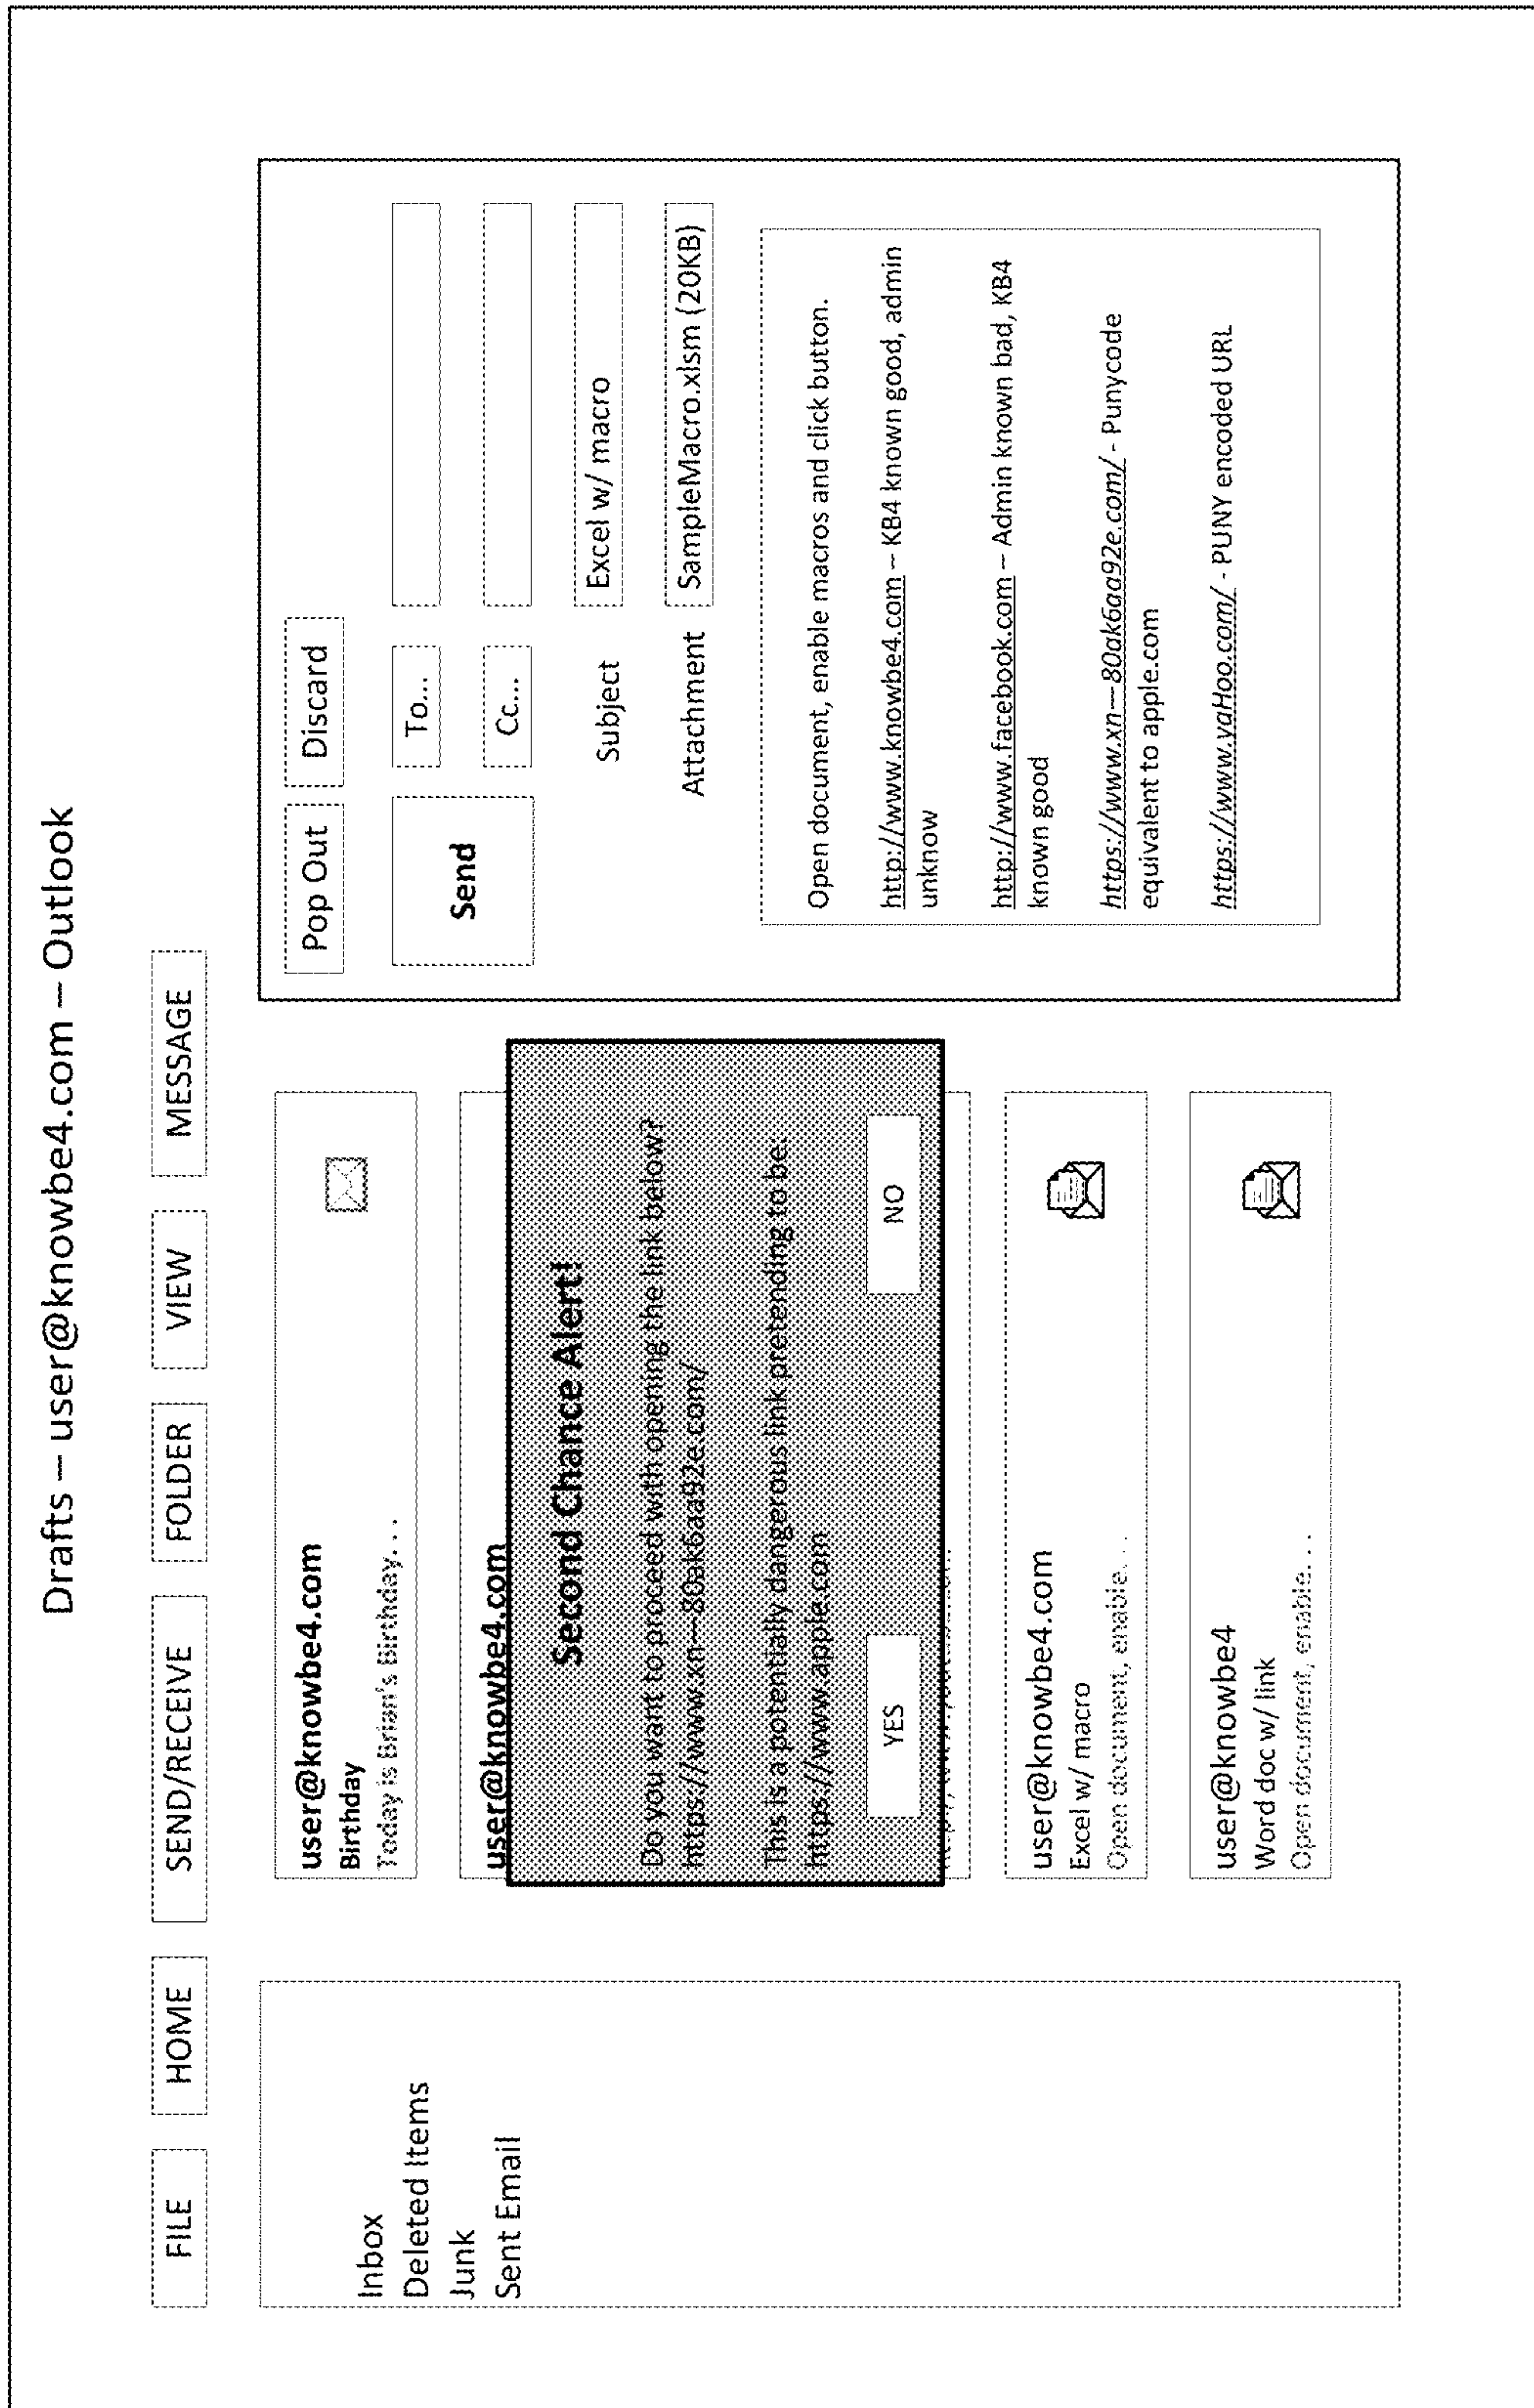 Drafts – user@knowbe4.com – Outlook
FILE
HOME
SEND/RECEIVE
FOLDER
VIEW
MESSAGE
Inbox
Deleted Items
Junk
Sent Email
user@knowbe4.com
Birthday
Today is Brian's Birthday...
user@knowbe4.com
Second Chance Alert!
Do you want to proceed with opening the link below?
https://www.xn—80ak6aa92e.com/
This is a potentially dangerous link pretending to be:
https://www.apple.com
YES
NO
user@knowbe4.com
Excel w/ macro
Open document, enable...
user@knowbe4
Word doc w/ link
Open document, enable...
Pop Out
Discard
Send
To...
Cc...
Subject
Excel w/ macro
Attachment
SampleMacro.xlsm (20KB)
Open document, enable macros and click button.
http://www.knowbe4.com – KB4 known good, admin
unknow
http://www.facebook.com – Admin known bad, KB4
known good
https://www.xn—80ak6aa92e.com/ - Punycode
equivalent to apple.com
https://www.yaHoo.com/ - PUNY encoded URL